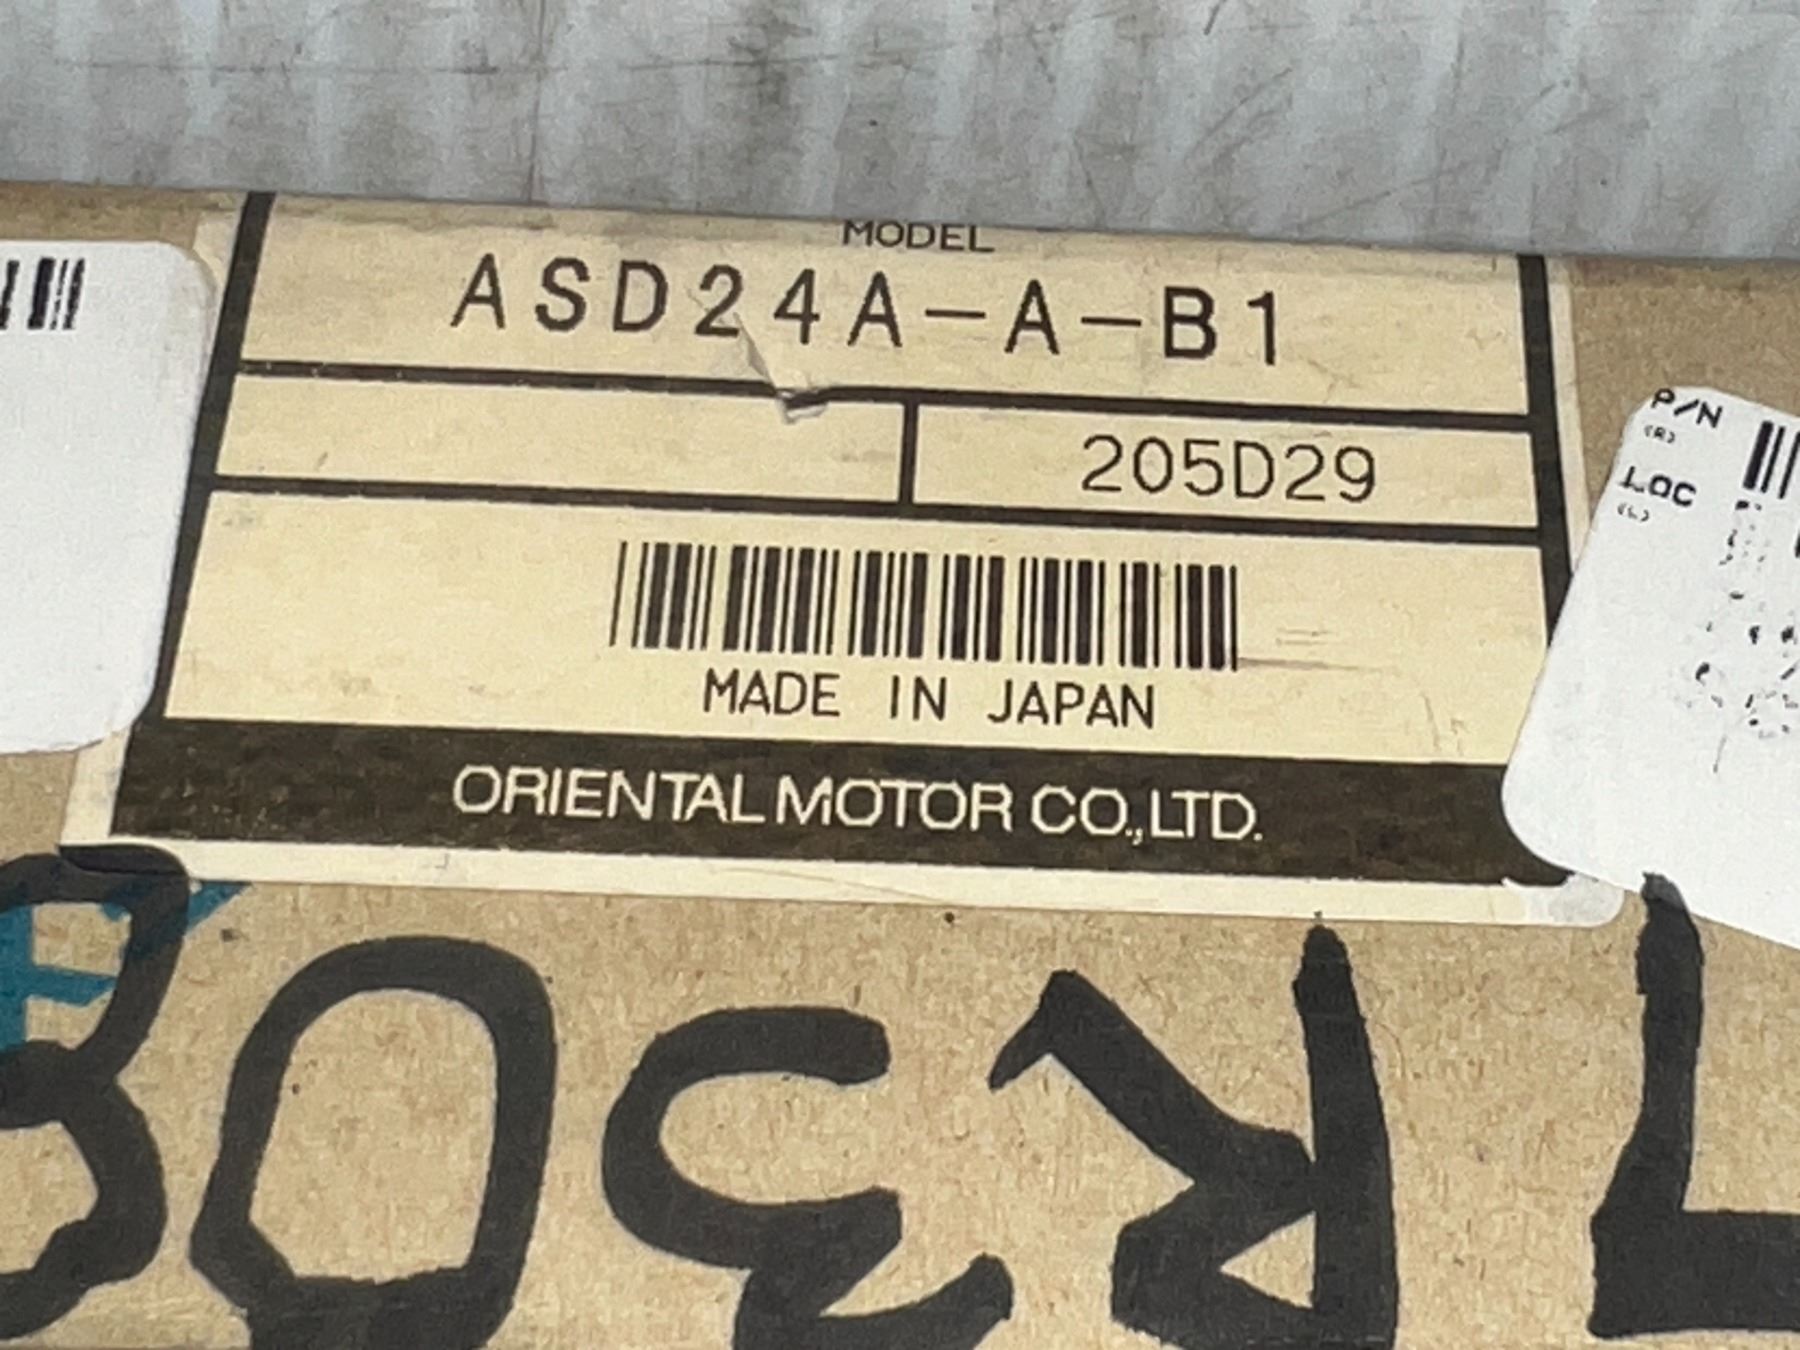 MODEL
ASD24A-A-B1
205D29
MADE IN JAPAN
ORIENTAL MOTOR CO.,LTD.
P/N
LOC